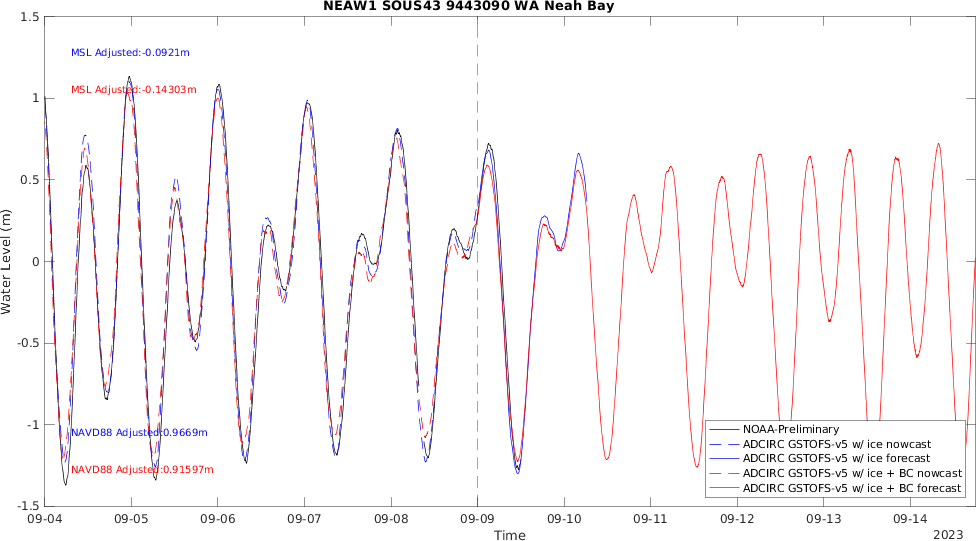 NEAW1 SOUS43 9443090 WA Neah Bay
1.5
1
0.5
0
-0.5
-1
-1.5
Water Level (m)
MSL Adjusted:-0.0921m
MSL Adjusted:-0.14303m
NAVD88 Adjusted:0.9669m
NAVD88 Adjusted:0.91597m
NOAA-Preliminary
ADCIRC GSTOFS-v5 w/ ice nowcast
ADCIRC GSTOFS-v5 w/ ice forecast
ADCIRC GSTOFS-v5 w/ ice + BC nowcast
ADCIRC GSTOFS-v5 w/ ice + BC forecast
09-04 09-05 09-06 09-07 09-08 09-09 09-10 09-11 09-12 09-13 09-14
Time
2023